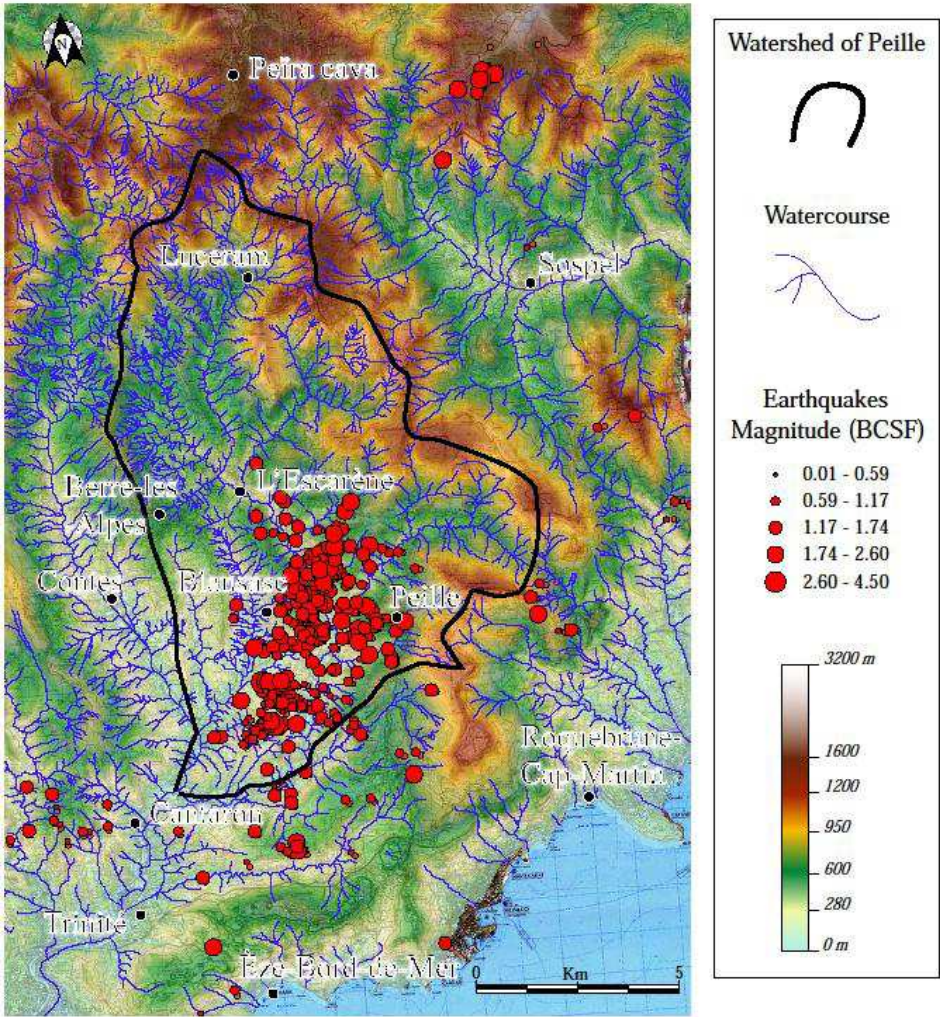 N
Peïra cava
Luceram
Sospel
L'Escarène
Berre-les
Alpes
Contes
Blausasc
Peille
Roquebrune-
Cap Martin
Cantaron
Trinité
Èze Bord-de-Mer
0 Km 5
Watershed of Peille
Watercourse
Earthquakes
Magnitude (BCSF)
0.01 - 0.59
0.59 - 1.17
1.17 - 1.74
1.74 - 2.60
2.60 - 4.50
3200 m
1600
1200
950
600
280
0 m